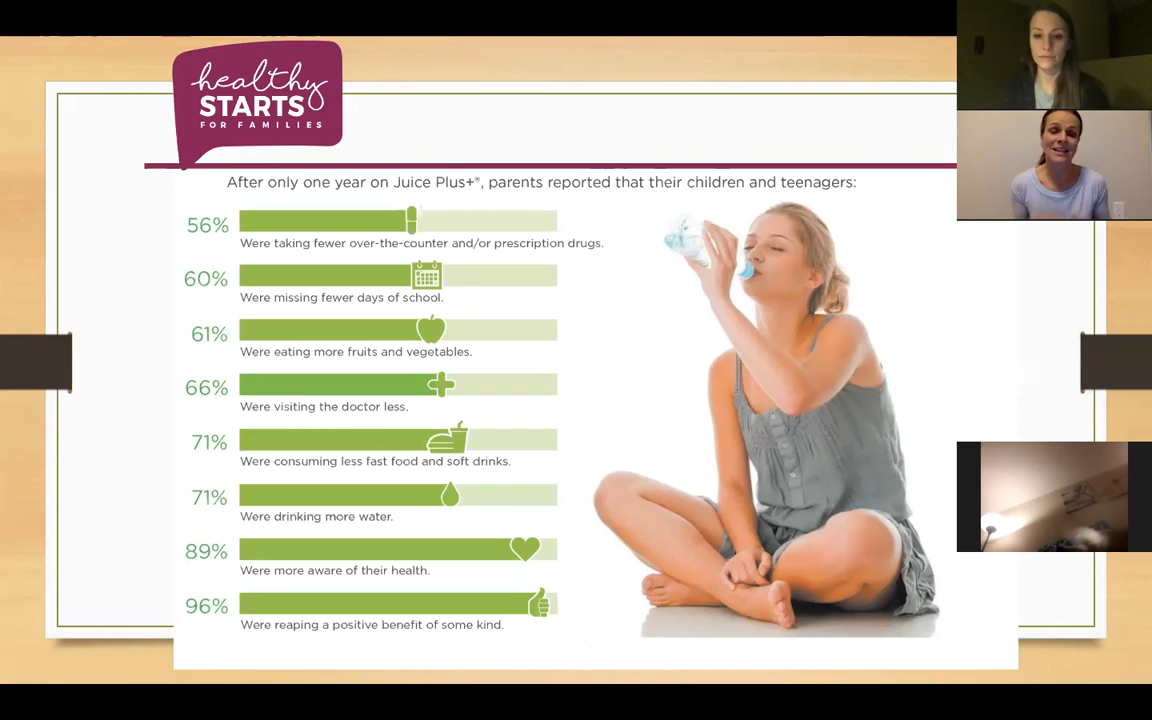 healthy
STARTS
FOR FAMILIES
After only one year on Juice Plus+®, parents reported that their children and teenagers:
56%
Were taking fewer over-the-counter and/or prescription drugs.
60%
Were missing fewer days of school.
61%
Were eating more fruits and vegetables.
66%
Were visiting the doctor less.
71%
Were consuming less fast food and soft drinks.
71%
Were drinking more water.
89%
Were more aware of their health.
96%
Were reaping a positive benefit of some kind.